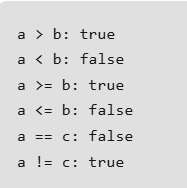 a > b: true
a < b: false
a >= b: true
a <= b: false
a == c: false
a != c: true